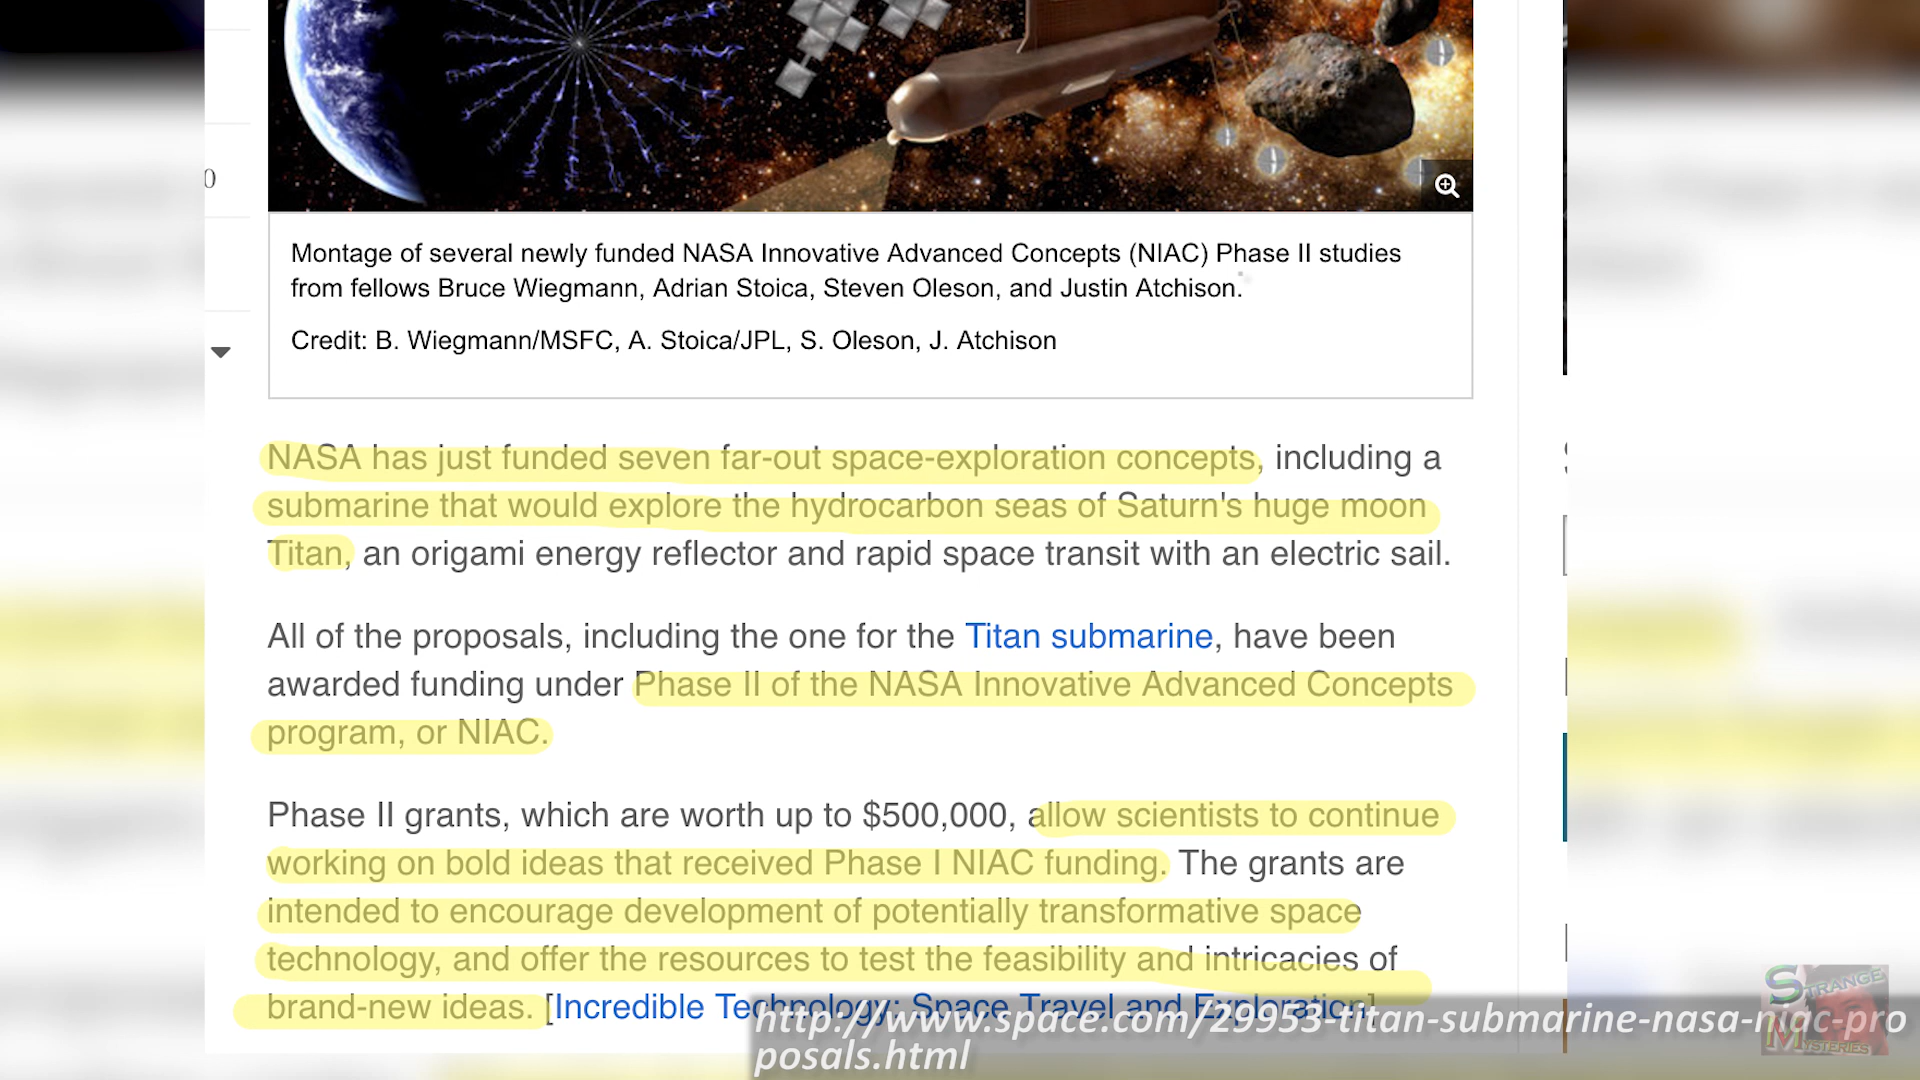 0
Montage of several newly funded NASA Innovative Advanced Concepts (NIAC) Phase II studies
from fellows Bruce Wiegmann, Adrian Stoica, Steven Oleson, and Justin Atchison.
Credit: B. Wiegmann/MSFC, A. Stoica/JPL, S. Oleson, J. Atchison
NASA has just funded seven far-out space-exploration concepts, including a
submarine that would explore the hydrocarbon seas of Saturn's huge moon
Titan, an origami energy reflector and rapid space transit with an electric sail.
All of the proposals, including the one for the Titan submarine, have been
awarded funding under Phase II of the NASA Innovative Advanced Concepts
program, or NIAC.
Phase II grants, which are worth up to $500,000, allow scientists to continue
working on bold ideas that received Phase I NIAC funding. The grants are
intended to encourage development of potentially transformative space
technology, and offer the resources to test the feasibility and intricacies of
brand-new ideas. [Incredible Technology: Space Travel and Exploration]
http://www.space.com/29953-titan-submarine-nasa-niac-pro
posals.html
STRANGE
MYSTERIES